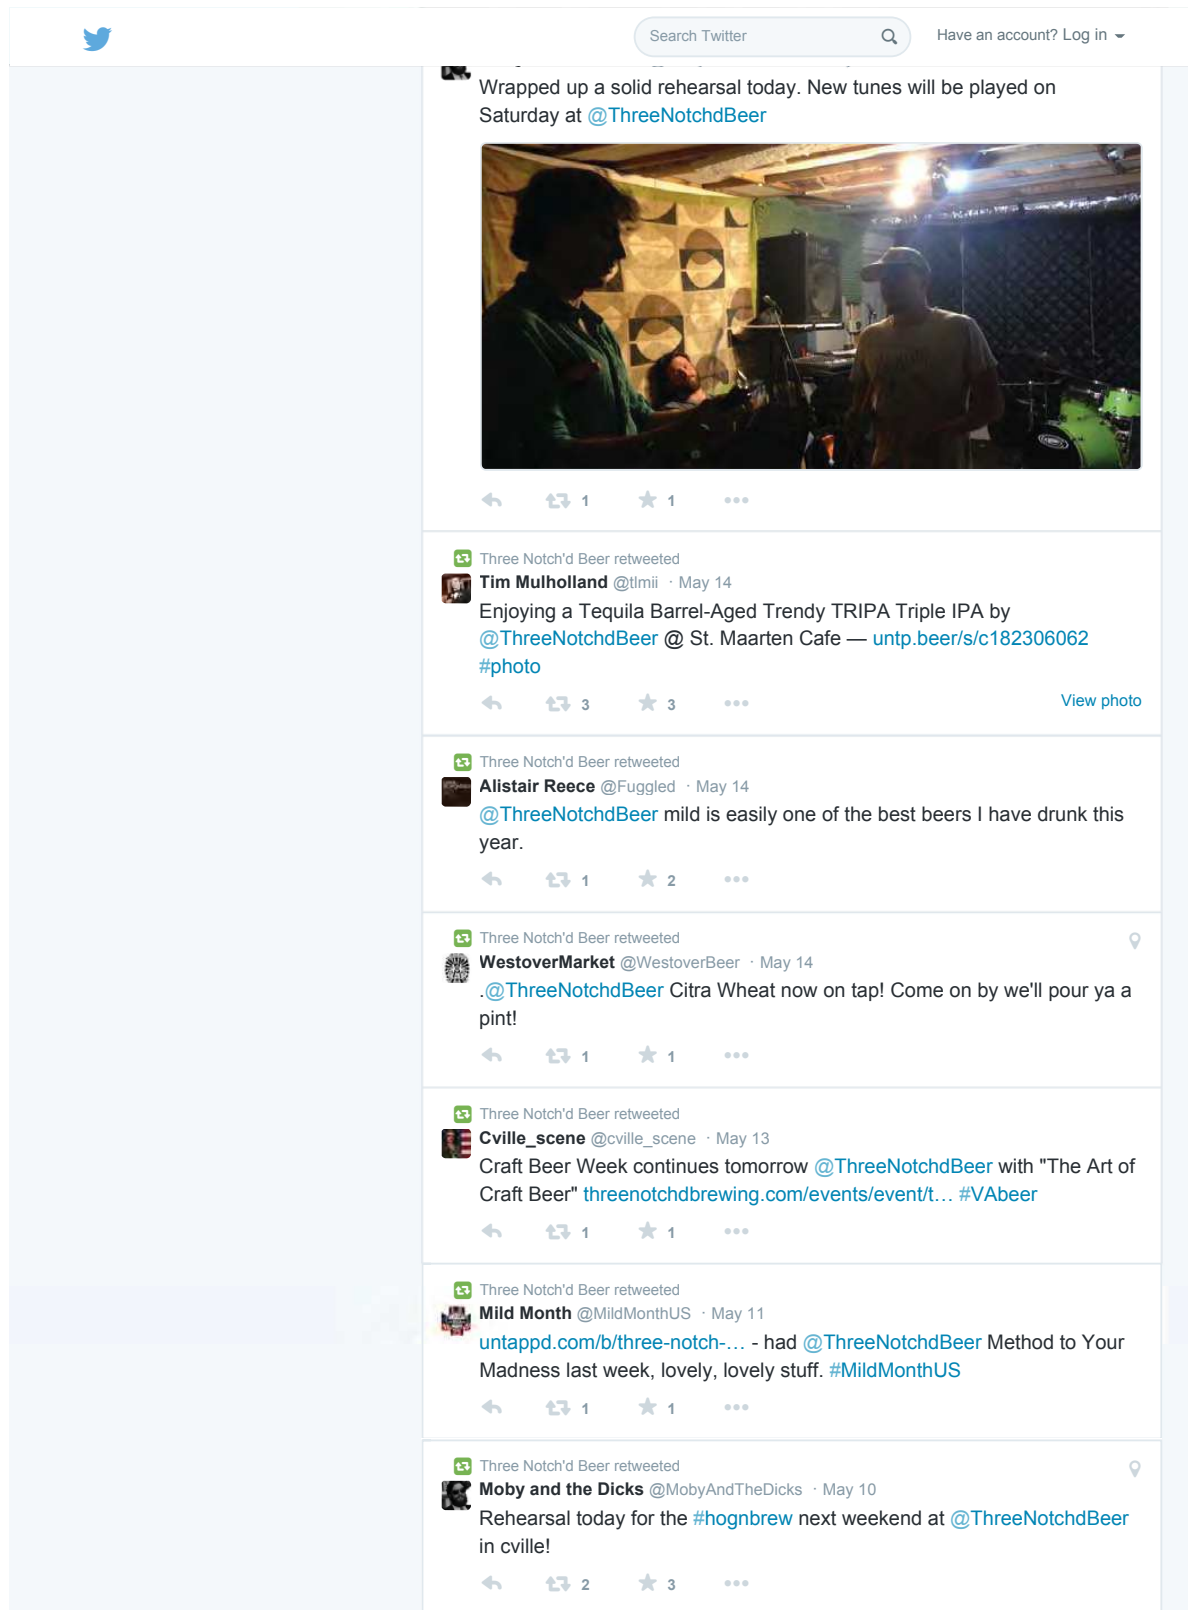 Search Twitter
Have an account? Log in
Wrapped up a solid rehearsal today. New tunes will be played on
Saturday at @ThreeNotchdBeer
1 1
Three Notch'd Beer retweeted
Tim Mulholland @tlmii · May 14
Enjoying a Tequila Barrel-Aged Trendy TRIPA Triple IPA by
@ThreeNotchdBeer @ St. Maarten Cafe — untp.beer/s/c182306062
#photo
3 3 View photo
Three Notch'd Beer retweeted
Alistair Reece @Fuggled · May 14
@ThreeNotchdBeer mild is easily one of the best beers I have drunk this
year.
1 2
Three Notch'd Beer retweeted
WestoverMarket @WestoverBeer · May 14
.@ThreeNotchdBeer Citra Wheat now on tap! Come on by we'll pour ya a
pint!
1 1
Three Notch'd Beer retweeted
Cville_scene @cville_scene · May 13
Craft Beer Week continues tomorrow @ThreeNotchdBeer with "The Art of
Craft Beer" threenotchdbrewing.com/events/event/t… #VAbeer
1 1
Three Notch'd Beer retweeted
Mild Month @MildMonthUS · May 11
untappd.com/b/three-notch-… - had @ThreeNotchdBeer Method to Your
Madness last week, lovely, lovely stuff. #MildMonthUS
1 1
Three Notch'd Beer retweeted
Moby and the Dicks @MobyAndTheDicks · May 10
Rehearsal today for the #hognbrew next weekend at @ThreeNotchdBeer
in cville!
2 3